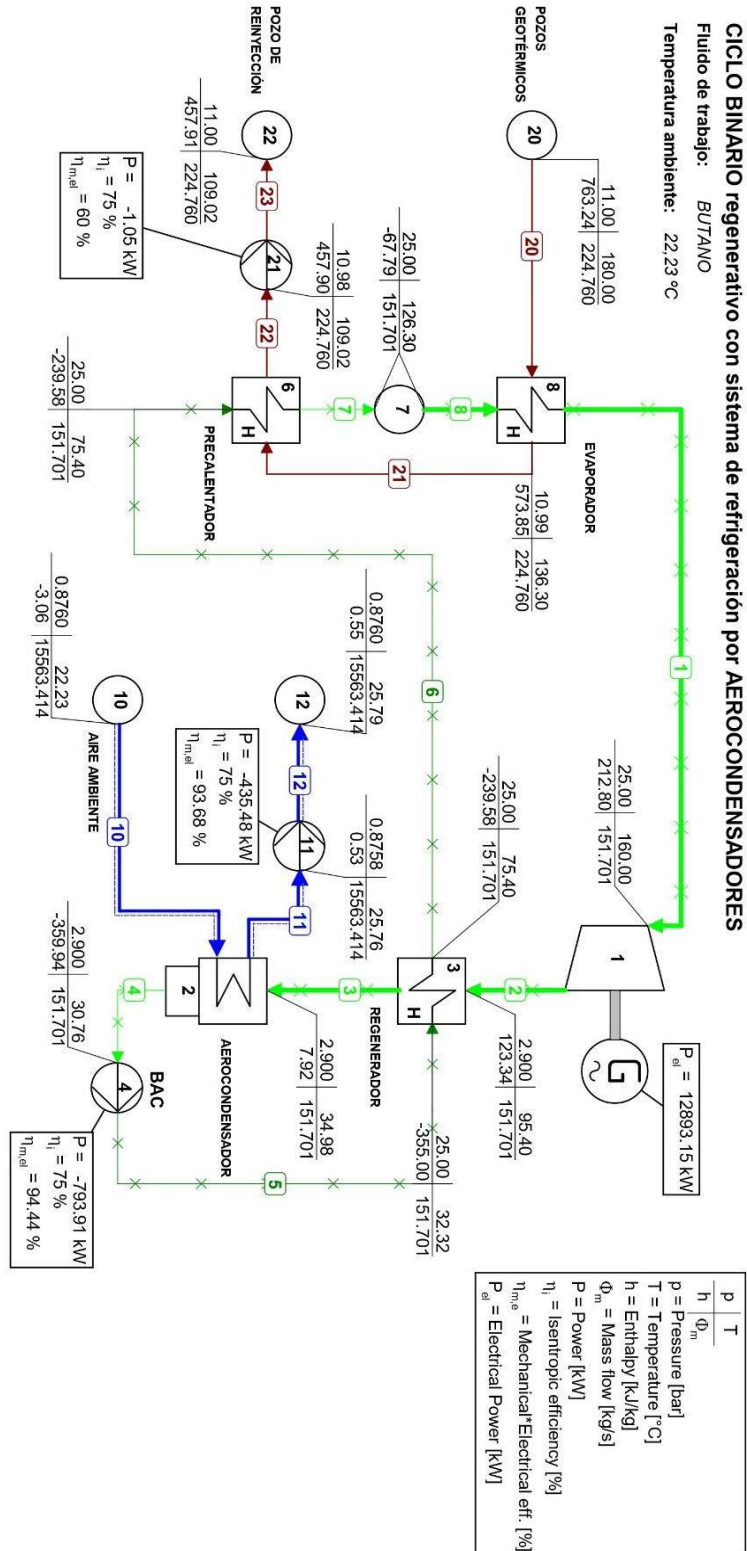 CICLO BINARIO regenerativo con sistema de refrigeración por AEROCONDENSADORES
Fluido de trabajo: BUTANO
Temperatura ambiente: 22,23 °C
p T
h Φm
p = Pressure [bar]
T = Temperature [°C]
h = Enthalpy [kJ/kg]
Φm = Mass flow [kg/s]
P = Power [kW]
ηi = Isentropic efficiency [%]
ηm,e = Mechanical*Electrical eff. [%]
Pel = Electrical Power [kW]
Pel = 12893.15 kW
G
~
1
25.00 160.00
212.80 151.701
1
2
2.900 95.40
123.34 151.701
POZOS
GEOTÉRMICOS
20
11.00 180.00
763.24 224.760
20
8
H
EVAPORADOR
10.99 136.30
573.85 224.760
8
7
25.00 126.30
-67.79 151.701
7
21
6
H
PRECALENTADOR
25.00 75.40
-239.58 151.701
POZO DE
REINYECCIÓN
22
11.00 109.02
457.91 224.760
23
21
10.98 109.02
457.90 224.760
22
P = -1.05 kW
ηi = 75 %
ηm,el = 60 %
6
25.00 75.40
-239.58 151.701
3
H
REGENERADOR
25.00 32.32
-355.00 151.701
3
2.900 34.98
7.92 151.701
2
AEROCONDENSADOR
4
2.900 30.76
-359.94 151.701
BAC
4
5
P = -793.91 kW
ηi = 75 %
ηm,el = 94.44 %
12
0.8760 25.79
0.55 15563.414
12
11
0.8758 25.76
0.53 15563.414
11
P = -435.48 kW
ηi = 75 %
ηm,el = 93.68 %
10
0.8760 22.23
-3.06 15563.414
AIRE AMBIENTE
10